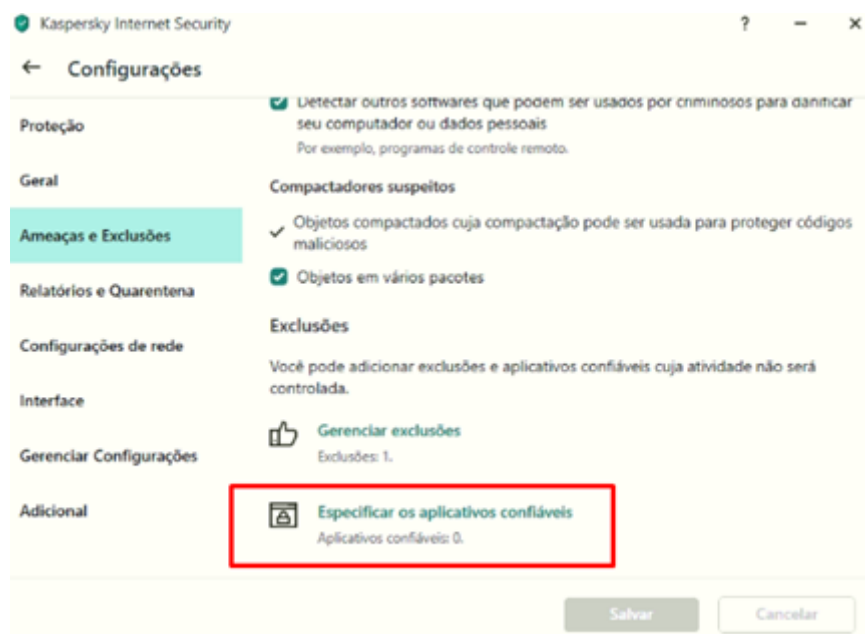 Kaspersky Internet Security
?
Configurações
Detectar outros softwares que podem ser usados por criminosos para danificar
seu computador ou dados pessoais
Por exemplo, programas de controle remoto.
Proteção
Geral
Ameaças e Exclusões
Relatórios e Quarentena
Configurações de rede
Interface
Gerenciar Configurações
Adicional
Compactadores suspeitos
Objetos compactados cuja compactação pode ser usada para proteger códigos
maliciosos
Objetos em vários pacotes
Exclusões
Você pode adicionar exclusões e aplicativos confiáveis cuja atividade não será
controlada.
Gerenciar exclusões
Exclusões: 1.
Especificar os aplicativos confiáveis
Aplicativos confiáveis: 0.
Salvar
Cancelar